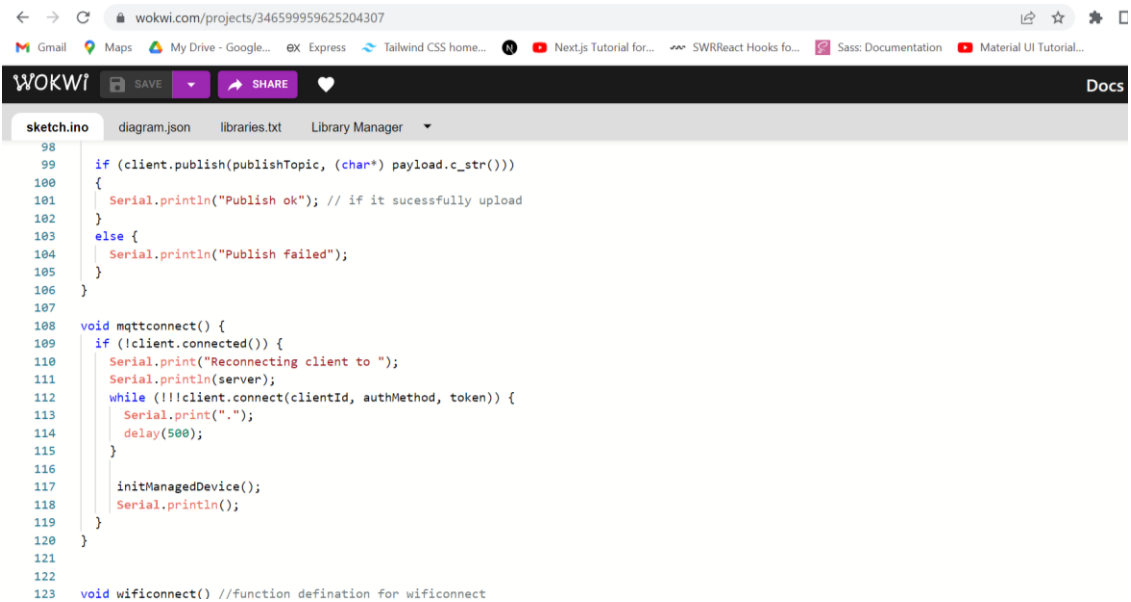 wokwi.com/projects/346599959625204307
Gmail Maps My Drive - Google... ex Express Tailwind CSS home... N Next.js Tutorial for... SWRReact Hooks fo... Sass: Documentation Material UI Tutorial...
WOKWI SAVE SHARE Docs
sketch.ino diagram.json libraries.txt Library Manager
98
99 if (client.publish(publishTopic, (char*) payload.c_str()))
100 {
101 Serial.println("Publish ok"); // if it sucessfully upload
102 }
103 else {
104 Serial.println("Publish failed");
105 }
106 }
107
108 void mqttconnect() {
109 if (!client.connected()) {
110 Serial.print("Reconnecting client to ");
111 Serial.println(server);
112 while (!!!client.connect(clientId, authMethod, token)) {
113 Serial.print(".");
114 delay(500);
115 }
116
117 initManagedDevice();
118 Serial.println();
119 }
120 }
121
122
123 void wificonnect() //function defination for wificonnect